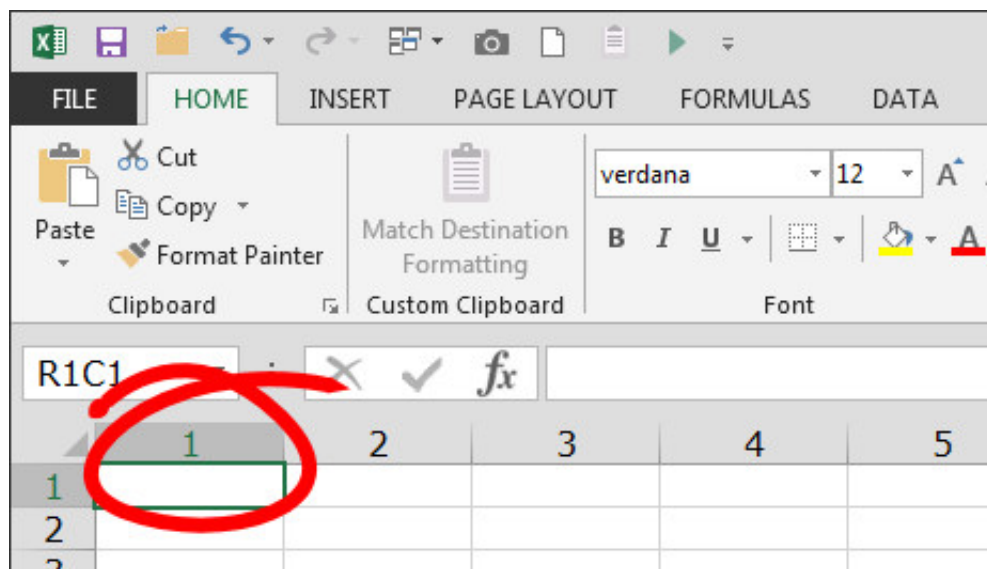 FILE HOME INSERT PAGE LAYOUT FORMULAS DATA
Cut
Copy
Paste
Format Painter
Clipboard
Match Destination
Formatting
Custom Clipboard
verdana 12 A
B I U A
Font
R1C1 fx
1 2 3 4 5
1
2